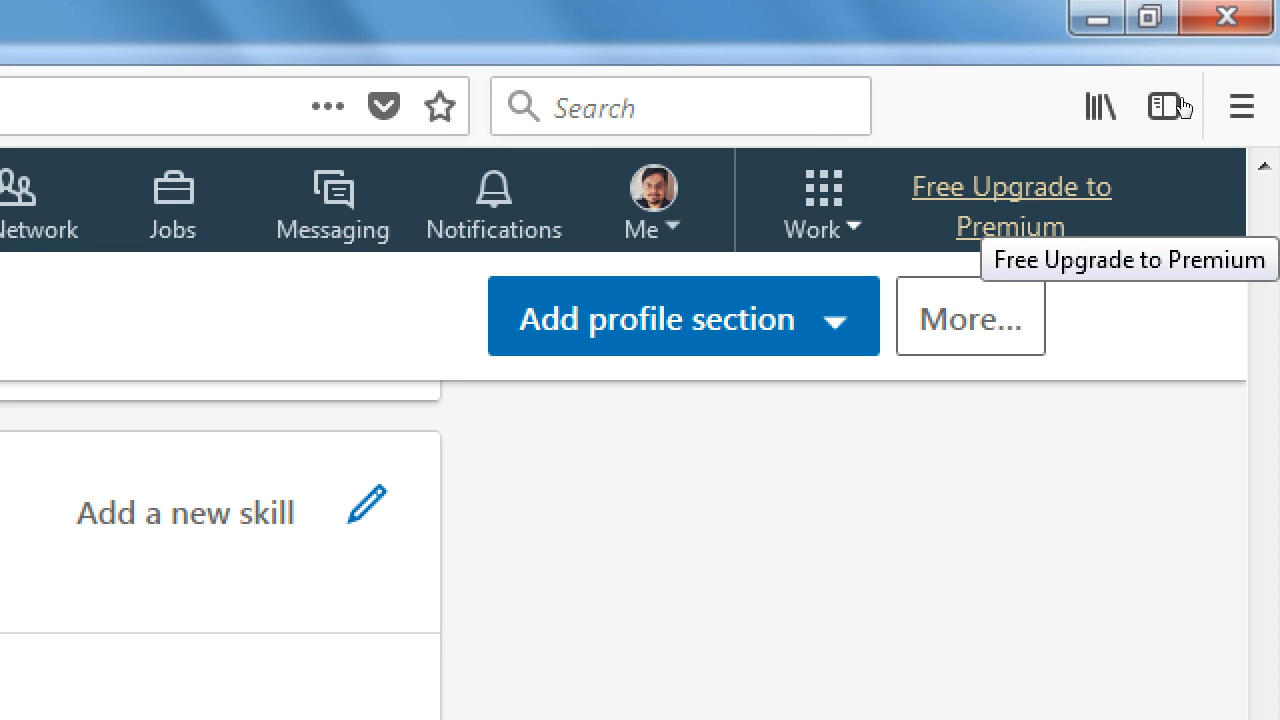 Search
Network
Jobs
Messaging
Notifications
Me
Work
Free Upgrade to
Premium
Free Upgrade to Premium
Add profile section
More...
Add a new skill